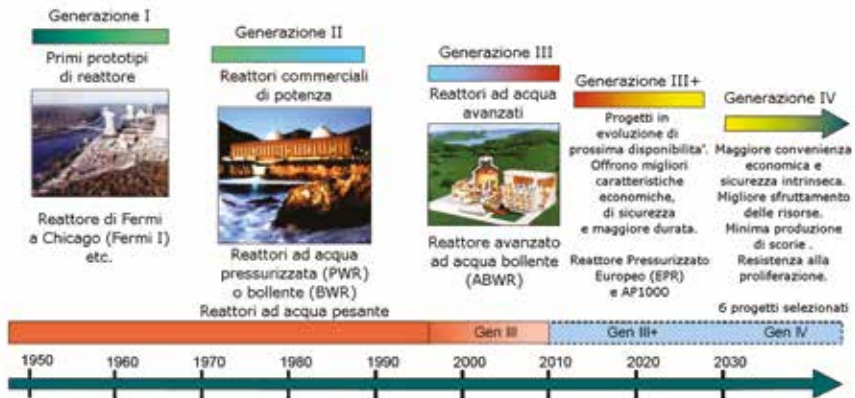 Generazione I
Primi prototipi
di reattore
Reattore di Fermi
a Chicago (Fermi I)
etc.
Generazione II
Reattori commerciali
di potenza
Reattori ad acqua
pressurizzata (PWR)
o bollente (BWR)
Reattori ad acqua pesante
Generazione III
Reattori ad acqua
avanzati
Reattore avanzato
ad acqua bollente
(ABWR)
Generazione III+
Progetti in
evoluzione di
prossima disponibilita'.
Offrono migliori
caratteristiche
economiche,
di sicurezza
e maggiore durata.
Reattore Pressurizzato
Europeo (EPR)
e AP1000
Generazione IV
Maggiore convenienza
economica e
sicurezza intrinseca.
Migliore sfruttamento
delle risorse.
Minima produzione
di scorie .
Resistenza alla
proliferazione.
6 progetti selezionati
Gen III
Gen III+
Gen IV
1950
1960
1970
1980
1990
2000
2010
2020
2030